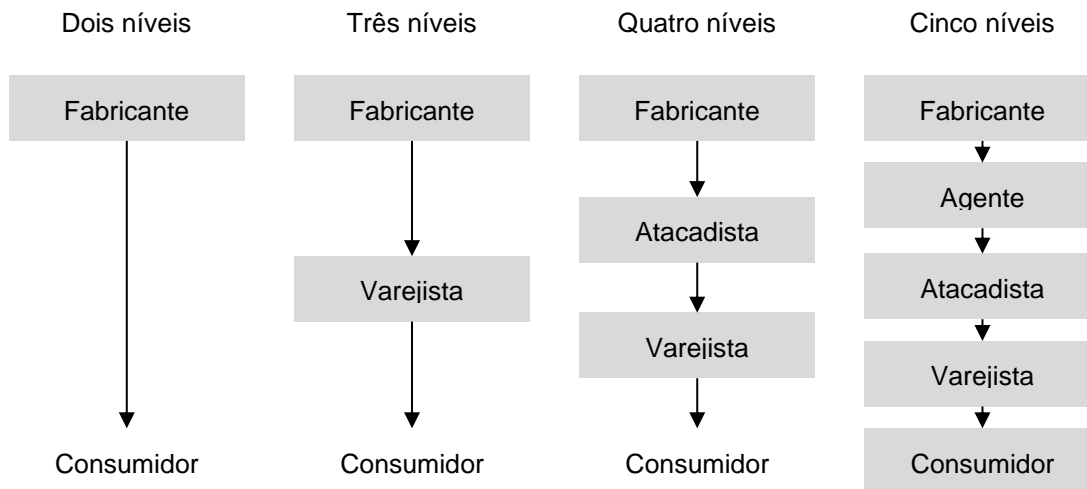 Dois níveis
Três níveis
Quatro níveis
Cinco níveis
Fabricante
Fabricante
Fabricante
Fabricante
Agente
Atacadista
Atacadista
Varejista
Varejista
Varejista
Consumidor
Consumidor
Consumidor
Consumidor